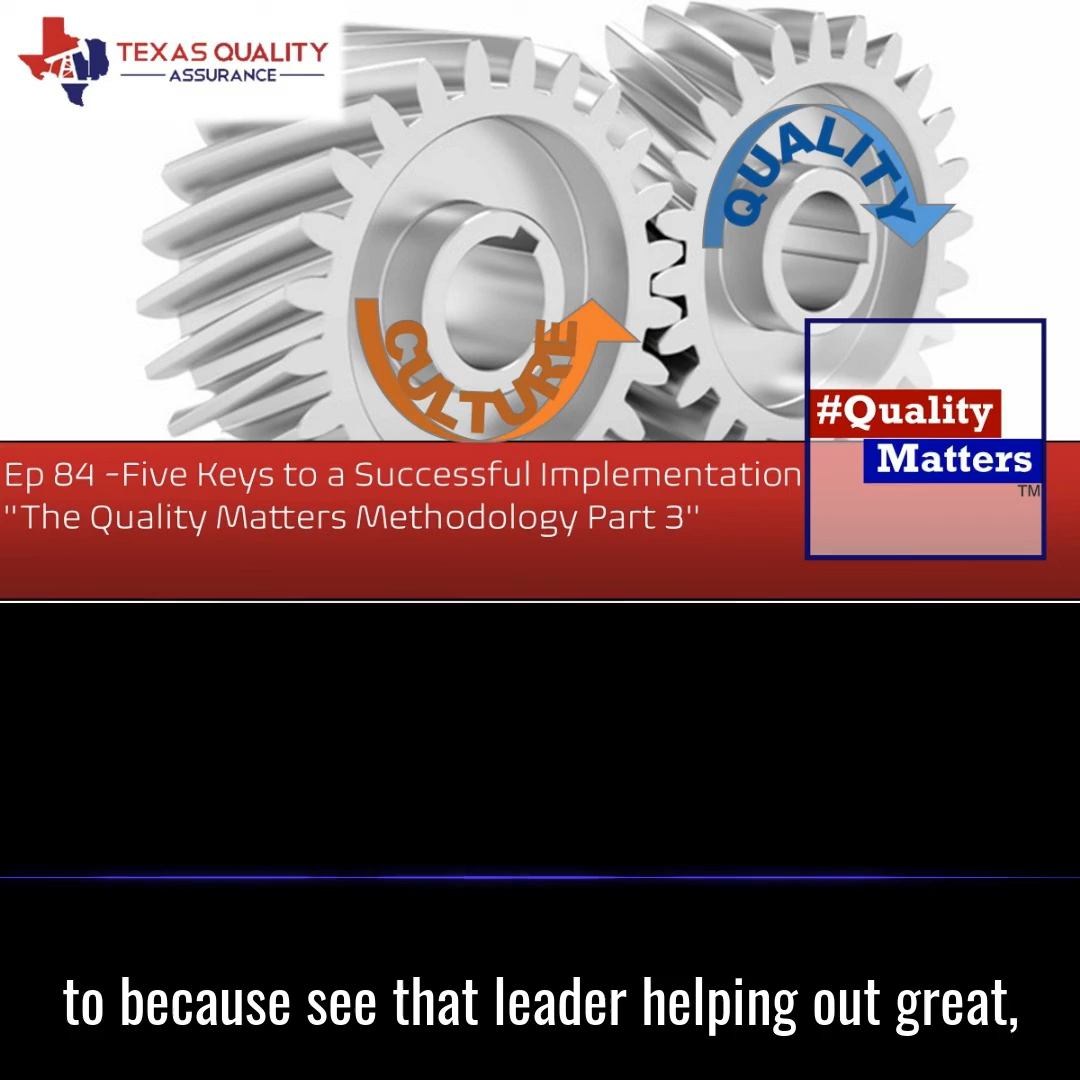 TEXAS QUALITY
ASSURANCE
QUALITY
CULTURE
#Quality
Matters
TM
Ep 84 -Five Keys to a Successful Implementation
"The Quality Matters Methodology Part 3"
to because see that leader helping out great,